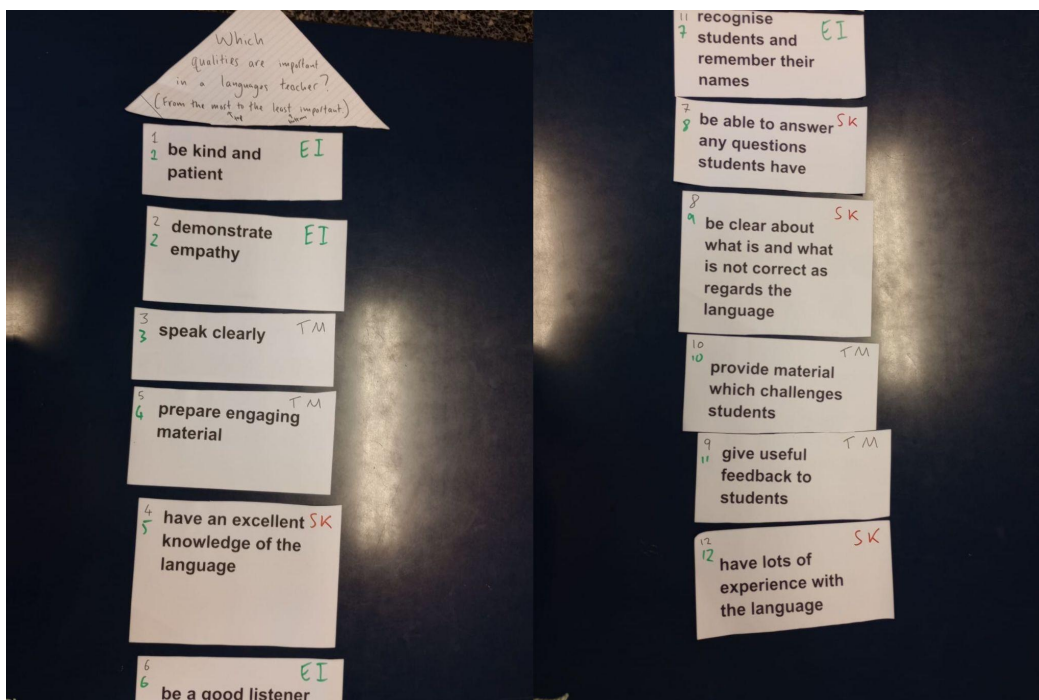 Which
qualities are important
in a languages teacher?
(From the most to the least important)
1
2
be kind and
patient
EI
2
2
demonstrate
empathy
EI
3
3
speak clearly
TM
5
4
prepare engaging
material
TM
4
5
have an excellent
knowledge of the
language
SK
6
6
be a good listener
EI
11
7
recognise
students and
remember their
names
EI
7
8
be able to answer
any questions
students have
SK
8
9
be clear about
what is and what
is not correct as
regards the
language
SK
10
10
provide material
which challenges
students
TM
9
11
give useful
feedback to
students
TM
12
12
have lots of
experience with
the language
SK